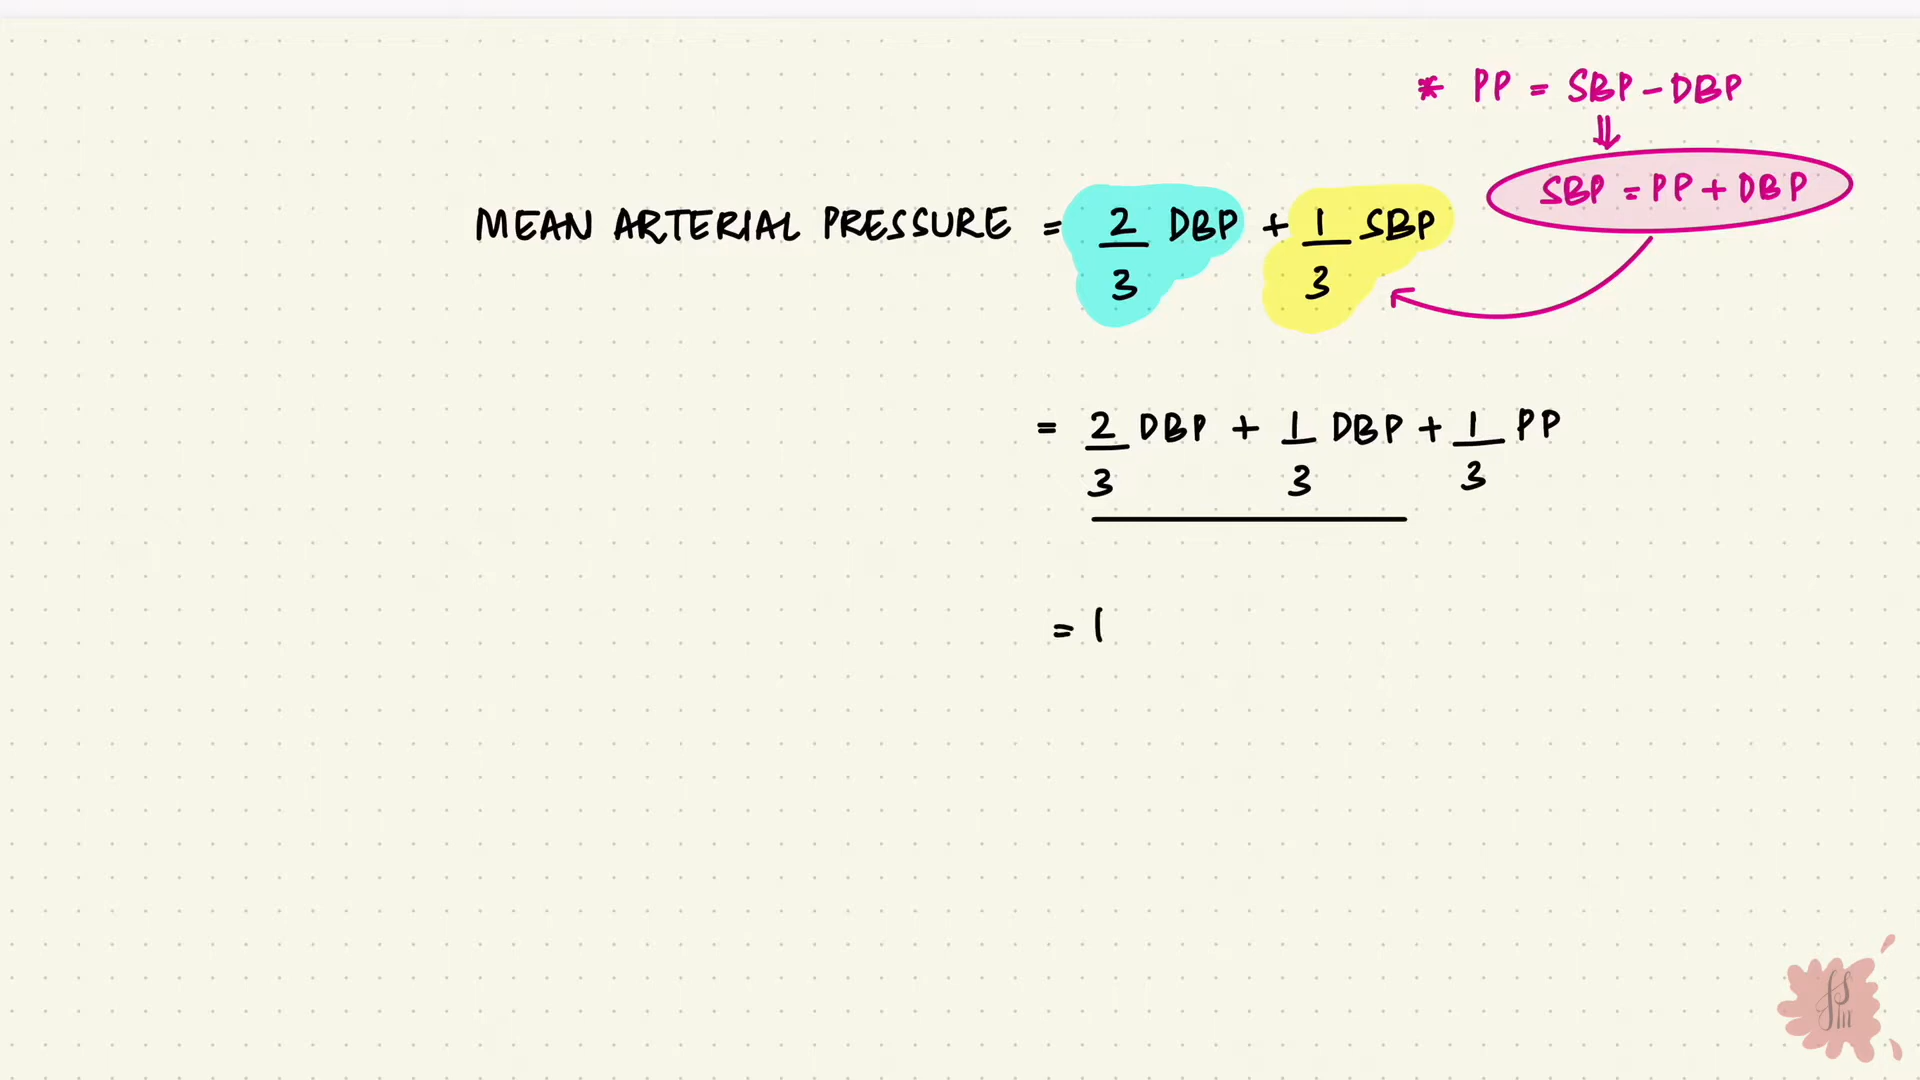 * PP = SBP - DBP
⇓
SBP = PP + DBP
MEAN ARTERIAL PRESSURE = 2/3 DBP + 1/3 SBP
= 2/3 DBP + 1/3 DBP + 1/3 PP
= (